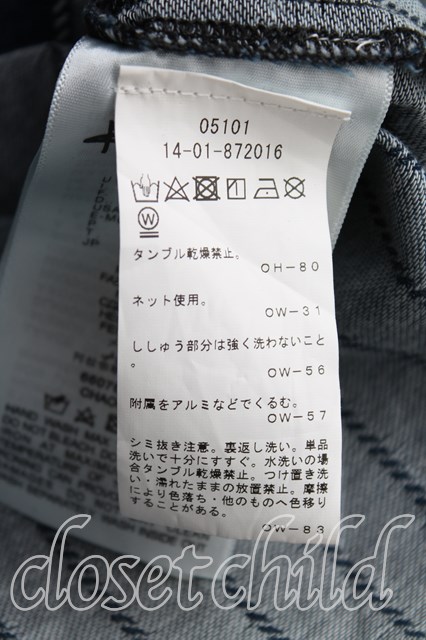 05101
14-01-872016
W
タンブル乾燥禁止。
OH-80
ネット使用。
OW-31
ししゅう部分は強く洗わないこと
。
OW-56
附属をアルミなどでくるむ。
OW-57
シミ抜き注意。裏返し洗い。単品
洗いで十分にすすぐ。水洗いの場
合タンブル乾燥禁止。つけ置き洗
い・濡れたままの放置禁止。摩擦
により色落ち・他のものへ色移り
することがある。
OW-83
closetchild